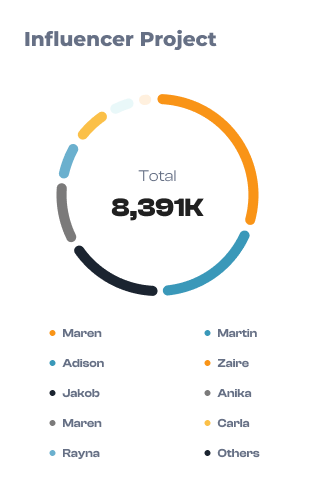 Influencer Project
Total
8,391K
Maren
Martin
Adison
Zaire
Jakob
Anika
Maren
Carla
Rayna
Others